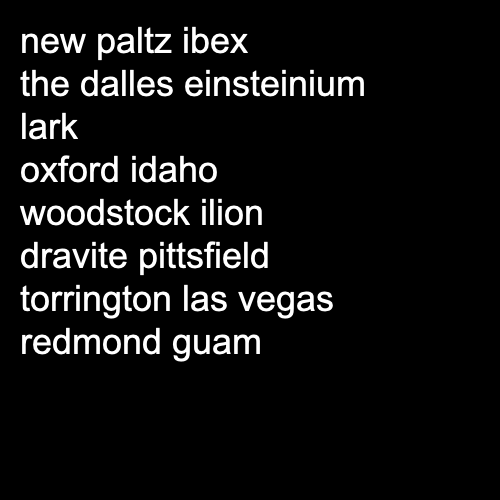 new paltz ibex
the dalles einsteinium
lark
oxford idaho
woodstock ilion
dravite pittsfield
torrington las vegas
redmond guam